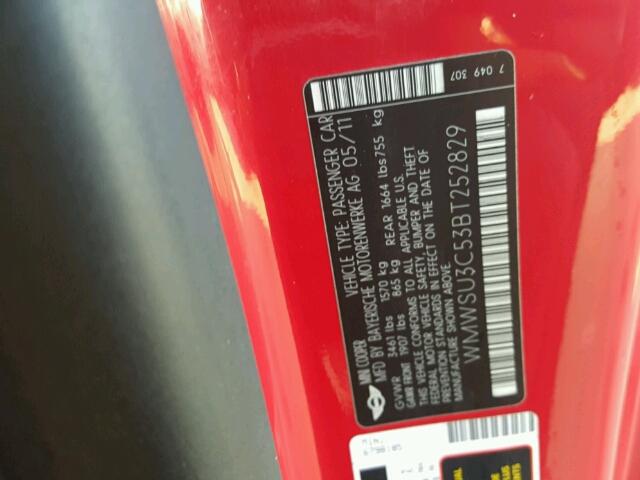 MINI COOPER
VEHICLE TYPE: PASSENGER CAR
MFD BY BAYERISCHE MOTORENWERKE AG 05/11
GVWR 3461 lbs 1570 kg
GAWR FRONT 1907 lbs 865 kg REAR 1664 lbs755 kg
THIS VEHICLE CONFORMS TO ALL APPLICABLE U.S.
FEDERAL MOTOR VEHICLE SAFETY, BUMPER AND THEFT
PREVENTION STANDARDS IN EFFECT ON THE DATE OF
MANUFACTURE SHOWN ABOVE.
WMWSU3C53BT252829
7 049 307